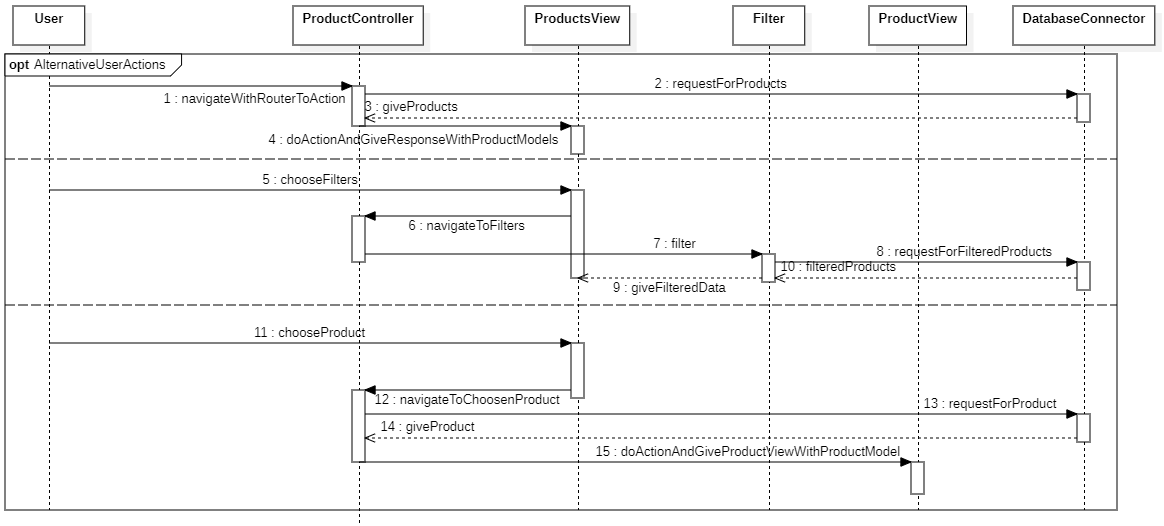 User
ProductController
ProductsView
Filter
ProductView
DatabaseConnector
opt AlternativeUserActions
1 : navigateWithRouterToAction
2 : requestForProducts
3 : giveProducts
4 : doActionAndGiveResponseWithProductModels
5 : chooseFilters
6 : navigateToFilters
7 : filter
8 : requestForFilteredProducts
10 : filteredProducts
9 : giveFilteredData
11 : chooseProduct
12 : navigateToChoosenProduct
13 : requestForProduct
14 : giveProduct
15 : doActionAndGiveProductViewWithProductModel